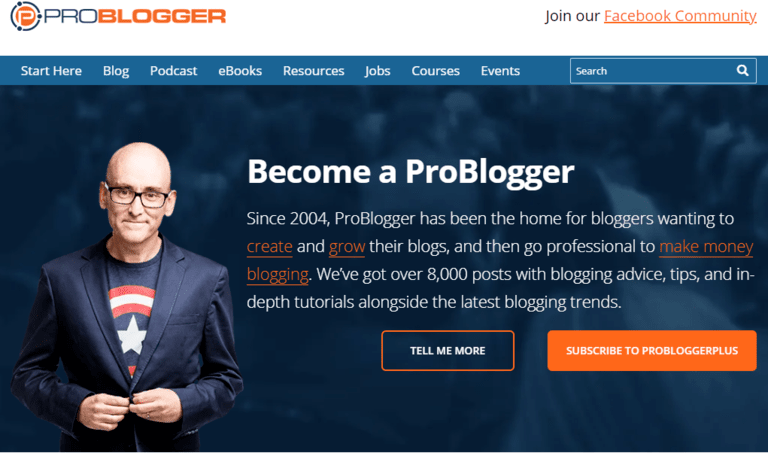 PROBLOGGER
Join our Facebook Community
Start Here Blog Podcast eBooks Resources Jobs Courses Events Search
Become a ProBlogger
Since 2004, ProBlogger has been the home for bloggers wanting to
create and grow their blogs, and then go professional to make money
blogging. We’ve got over 8,000 posts with blogging advice, tips, and in-
depth tutorials alongside the latest blogging trends.
TELL ME MORE
SUBSCRIBE TO PROBLOGGERPLUS